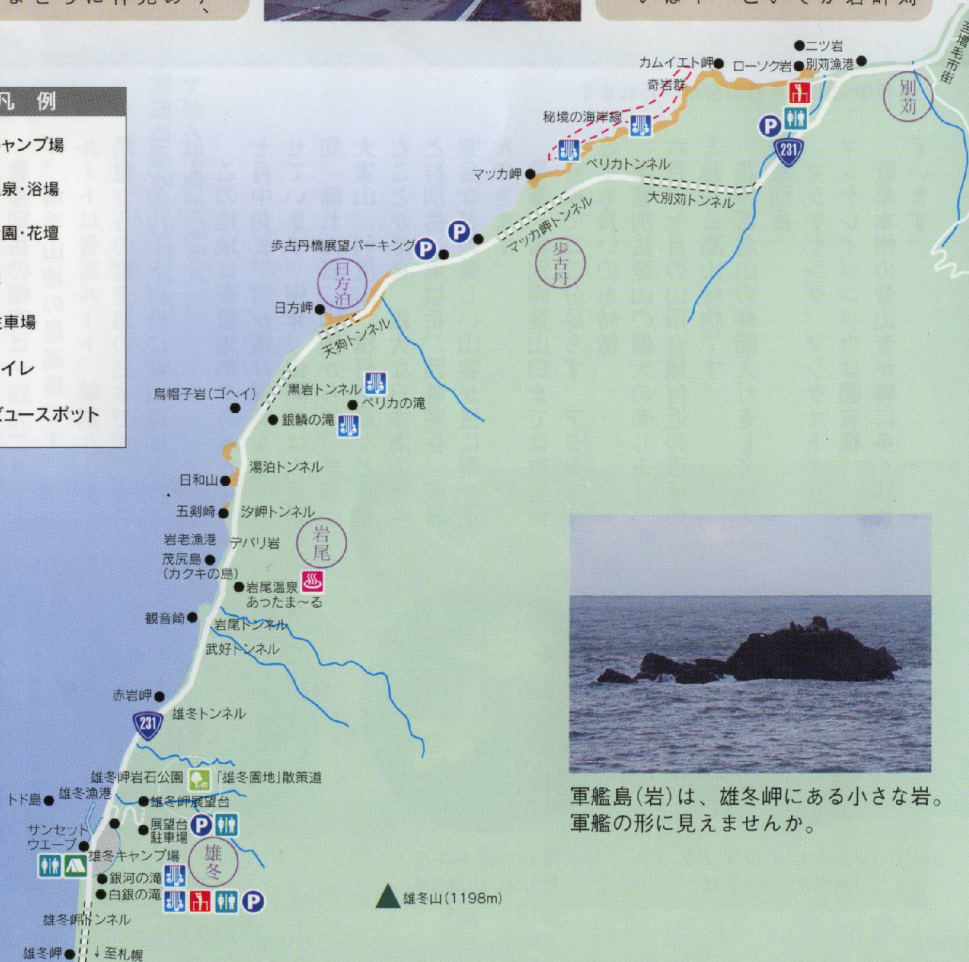 凡 例
ャンプ場
泉・浴場
園・花壇
車場
イレ
ビュースポット
至増毛市街
二ツ岩
カムイエト岬
ローソク岩
別苅漁港
奇岩群
別苅
秘境の海岸線
P
231
マッカ岬
ペリカトンネル
大別苅トンネル
マッカ岬トンネル
歩古丹橋展望パーキング
P
P
歩古丹
日方泊
日方岬
天狗トンネル
烏帽子岩(ゴヘイ)
黒岩トンネル
ペリカの滝
銀鱗の滝
湯泊トンネル
日和山
五剣崎
汐岬トンネル
岩老漁港
デバリ岩
岩尾
茂尻島
(カクキの島)
岩尾温泉
あったま~る
観音崎
岩尾トンネル
武好トンネル
赤岩岬
231
雄冬トンネル
雄冬岬岩石公園
「雄冬園地」散策道
トド島
雄冬漁港
雄冬岬展望台
サンセット
ウエーブ
展望台
駐車場
P
雄冬キャンプ場
雄冬
銀河の滝
白銀の滝
P
雄冬山(1198m)
雄冬岬トンネル
雄冬岬
↓至札幌
軍艦島(岩)は、雄冬岬にある小さな岩。
軍艦の形に見えませんか。